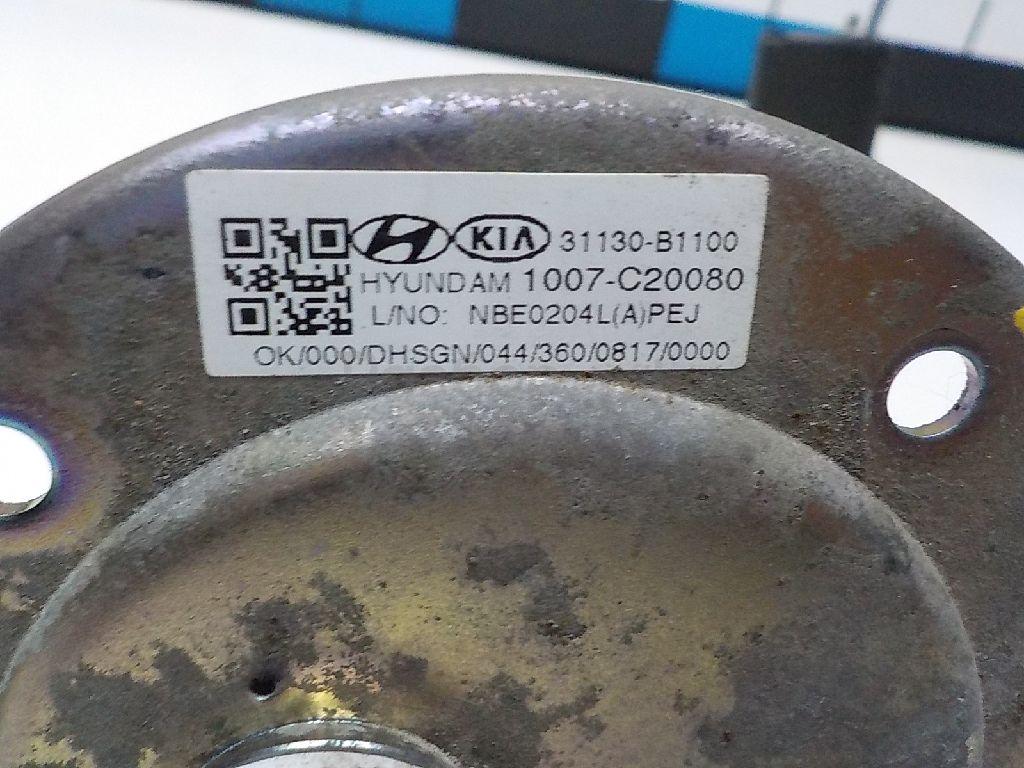 KIA 31130-B1100
HYUNDAM 1007-C20080
L/NO: NBE0204L(A)PEJ
OK/000/DHSGN/044/360/0817/0000